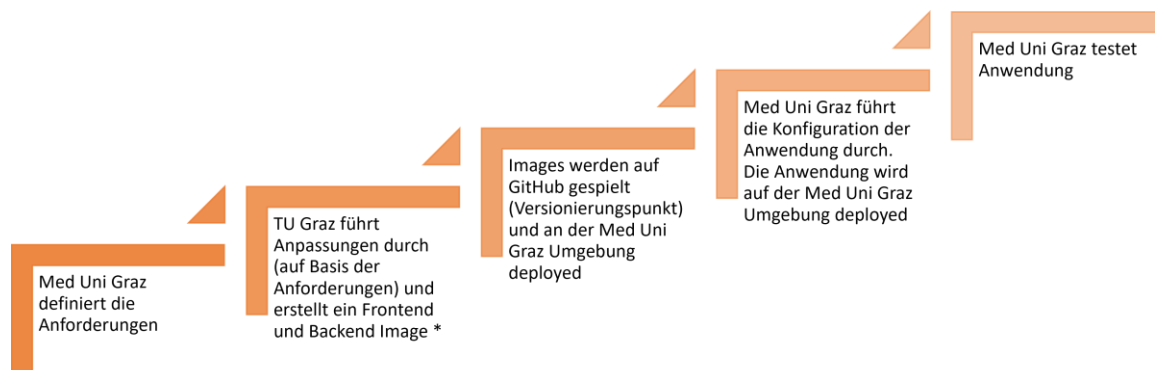 Med Uni Graz
definiert die
Anforderungen
TU Graz führt
Anpassungen durch
(auf Basis der
Anforderungen) und
erstellt ein Frontend
und Backend Image *
Images werden auf
GitHub gespielt
(Versionierungspunkt)
und an der Med Uni
Graz Umgebung
deployed
Med Uni Graz führt
die Konfiguration der
Anwendung durch.
Die Anwendung wird
auf der Med Uni Graz
Umgebung deployed
Med Uni Graz testet
Anwendung